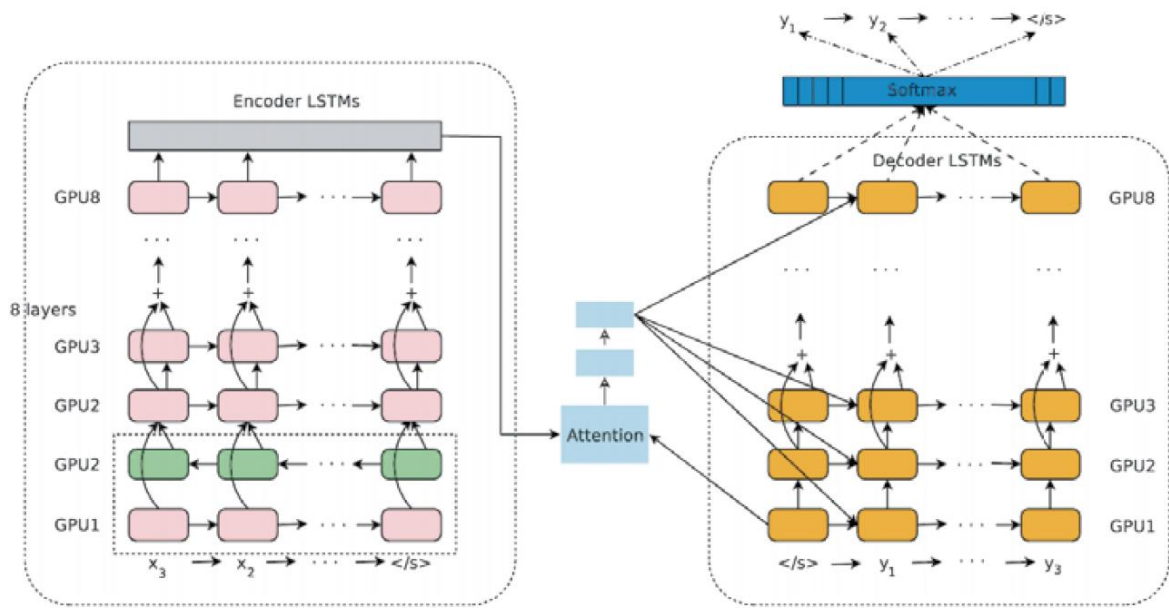 y1 y2 ... </s>
Softmax
Encoder LSTMs
Decoder LSTMs
GPU8
GPU8
8 layers
GPU3
GPU2
GPU2
GPU1
Attention
GPU3
GPU2
GPU1
x3 x2 ... </s>
</s> y1 ... y3